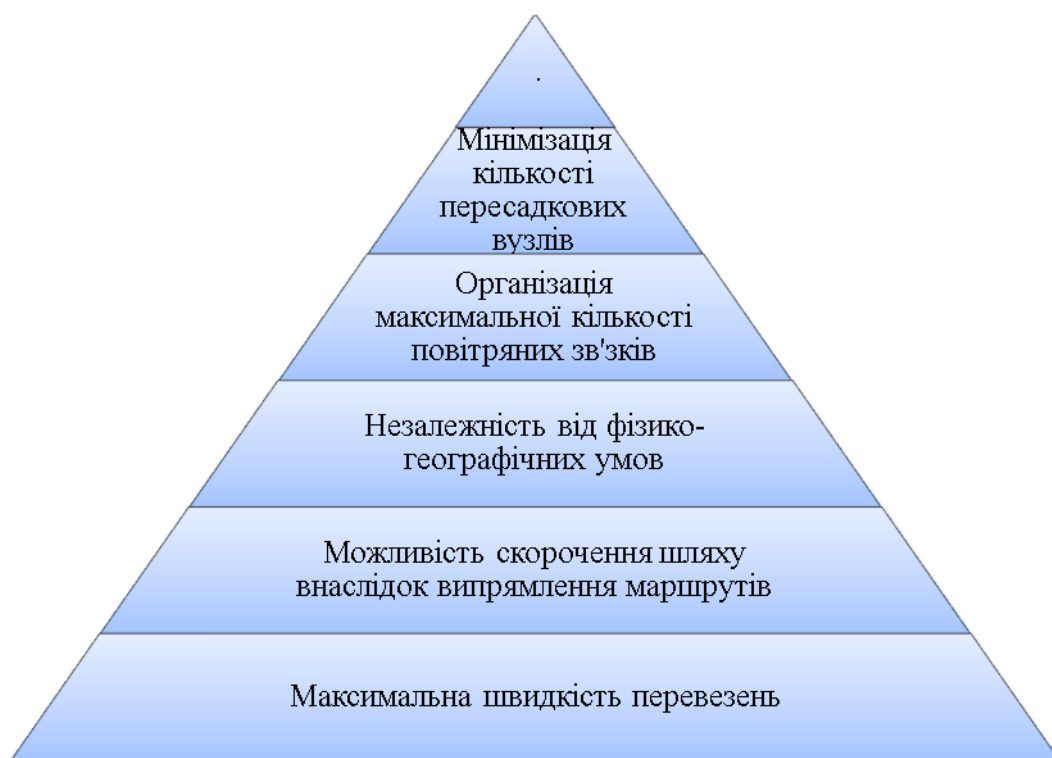 .
Мінімізація
кількості
пересадкових
вузлів
Організація
максимальної кількості
повітряних зв'зків
Незалежність від фізико-
географічних умов
Можливість скорочення шляху
внаслідок випрямлення маршрутів
Максимальна швидкість перевезень